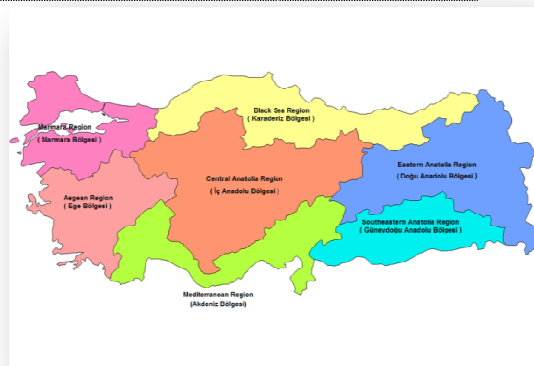 Black Sea Region
( Karadeniz Bölgesi )
Marmara Region
( Marmara Bölgesi )
Eastern Anatolia Region
( Doğu Anadolu Bölgesi )
Central Anatolia Region
( İç Anadolu Bölgesi )
Aegean Region
( Ege Bölgesi )
Southeastern Anatolia Region
( Güneydoğu Anadolu Bölgesi )
Mediterranean Region
(Akdeniz Bölgesi)